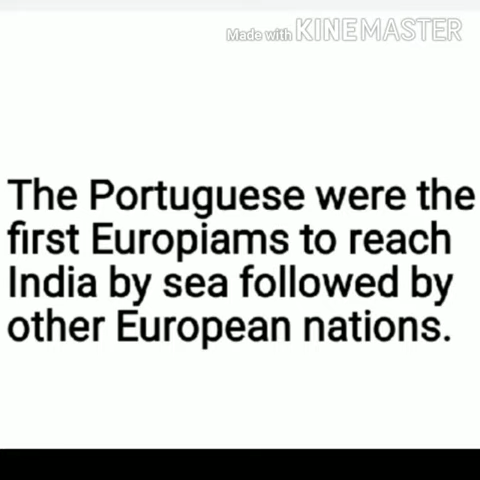 Made with KINEMASTER
The Portuguese were the
first Europiams to reach
India by sea followed by
other European nations.